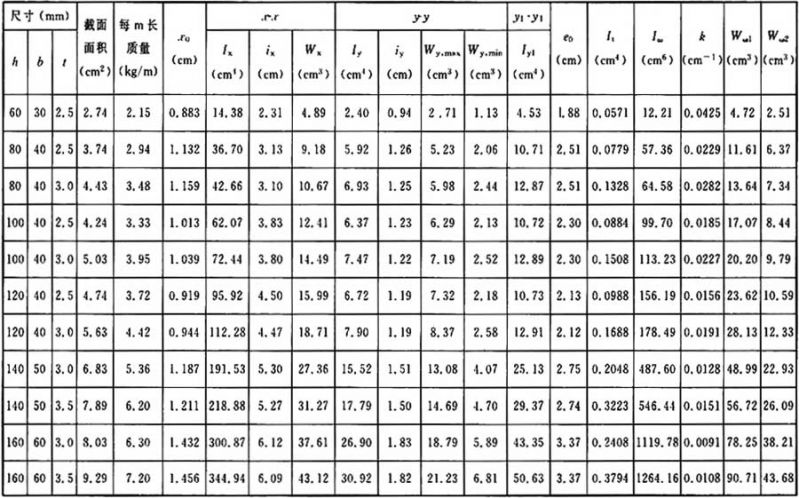 尺寸 (mm) 截面面积 (cm²) 每m长质量 (kg/m) x₀ (cm) x-x y-y y₁-y₁ e₀ (cm) Iₜ (cm⁴) I_ω (cm⁶) k (cm⁻¹) W_ω1 (cm³) W_ω2 (cm³)
h b t Iₓ (cm⁴) iₓ (cm) Wₓ (cm³) I_y (cm⁴) i_y (cm) W_y,max (cm³) W_y,min (cm³) I_y1 (cm⁴)
60 30 2.5 2.74 2.15 0.883 14.38 2.31 4.89 2.40 0.94 2.71 1.13 4.53 1.88 0.0571 12.21 0.0425 4.72 2.51
80 40 2.5 3.74 2.94 1.132 36.70 3.13 9.18 5.92 1.26 5.23 2.06 10.71 2.51 0.0779 57.36 0.0229 11.61 6.37
80 40 3.0 4.43 3.48 1.159 42.66 3.10 10.67 6.93 1.25 5.98 2.44 12.87 2.51 0.1328 64.58 0.0282 13.64 7.34
100 40 2.5 4.24 3.33 1.013 62.07 3.83 12.41 6.37 1.23 6.29 2.13 10.72 2.30 0.0884 99.70 0.0185 17.07 8.44
100 40 3.0 5.03 3.95 1.039 72.44 3.80 14.49 7.47 1.22 7.19 2.52 12.89 2.30 0.1508 113.23 0.0227 20.20 9.79
120 40 2.5 4.74 3.72 0.919 95.92 4.50 15.99 6.72 1.19 7.32 2.18 10.73 2.13 0.0988 156.19 0.0156 23.62 10.59
120 40 3.0 5.63 4.42 0.944 112.28 4.47 18.71 7.90 1.19 8.37 2.58 12.91 2.12 0.1688 178.49 0.0191 28.13 12.33
140 50 3.0 6.83 5.36 1.187 191.53 5.30 27.36 15.52 1.51 13.08 4.07 25.13 2.75 0.2048 487.60 0.0128 48.99 22.93
140 50 3.5 7.89 6.20 1.211 218.88 5.27 31.27 17.79 1.50 14.69 4.70 29.37 2.74 0.3223 546.44 0.0151 56.72 26.09
160 60 3.0 8.03 6.30 1.432 300.87 6.12 37.61 26.90 1.83 18.79 5.89 43.35 3.37 0.2408 1119.78 0.0091 78.25 38.21
160 60 3.5 9.29 7.20 1.456 344.94 6.09 43.12 30.92 1.82 21.23 6.81 50.63 3.37 0.3794 1264.16 0.0108 90.71 43.68